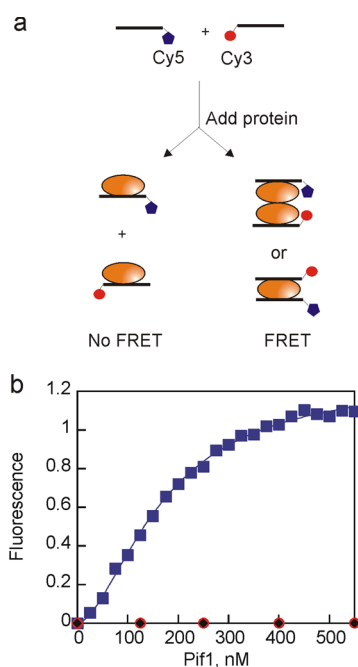 a
+
Cy5 Cy3
Add protein
+
or
No FRET FRET
b
1.2
1
0.8
0.6
0.4
0.2
0
Fluorescence
0 100 200 300 400 500
Pif1, nM